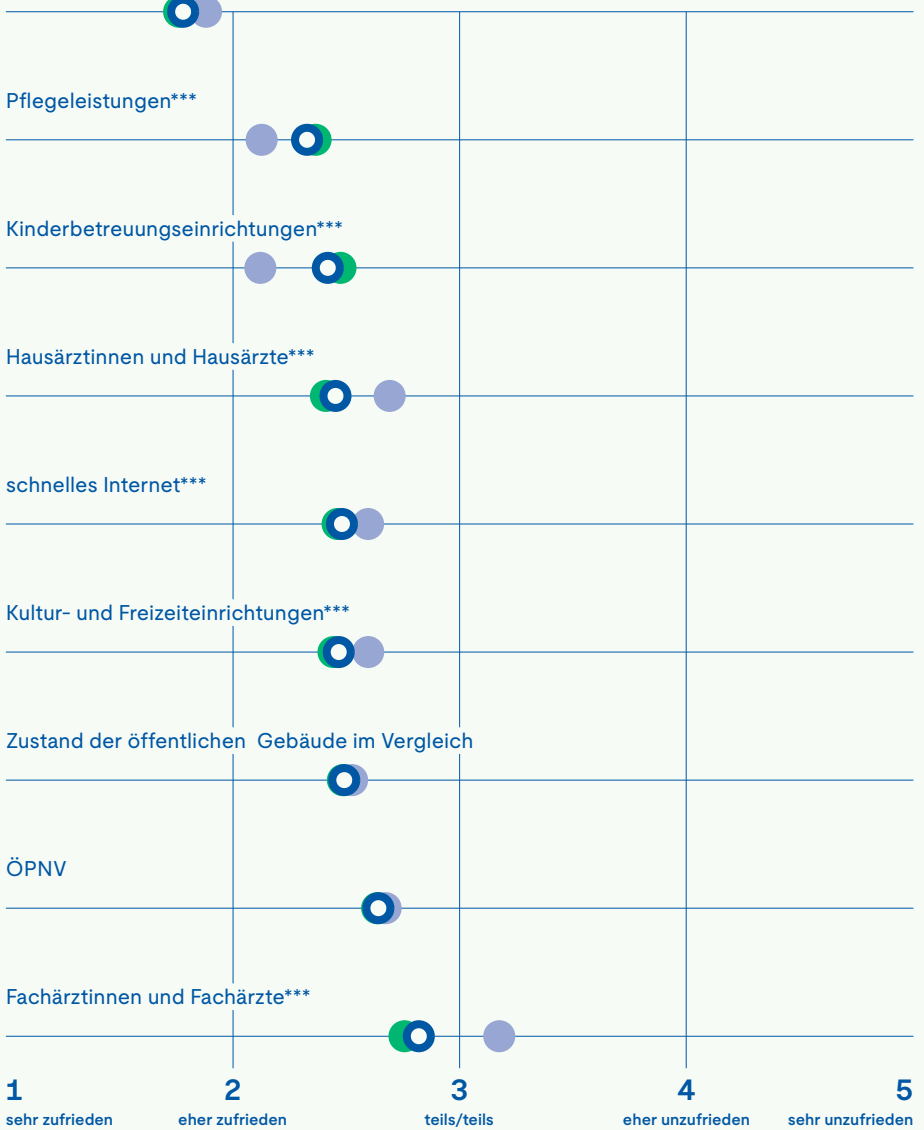 Pflegeleistungen***
Kinderbetreuungseinrichtungen***
Hausärztinnen und Hausärzte***
schnelles Internet***
Kultur- und Freizeiteinrichtungen***
Zustand der öffentlichen  Gebäude im Vergleich
ÖPNV
Fachärztinnen und Fachärzte***
1 2 3 4 5
sehr zufrieden eher zufrieden teils/teils eher unzufrieden sehr unzufrieden